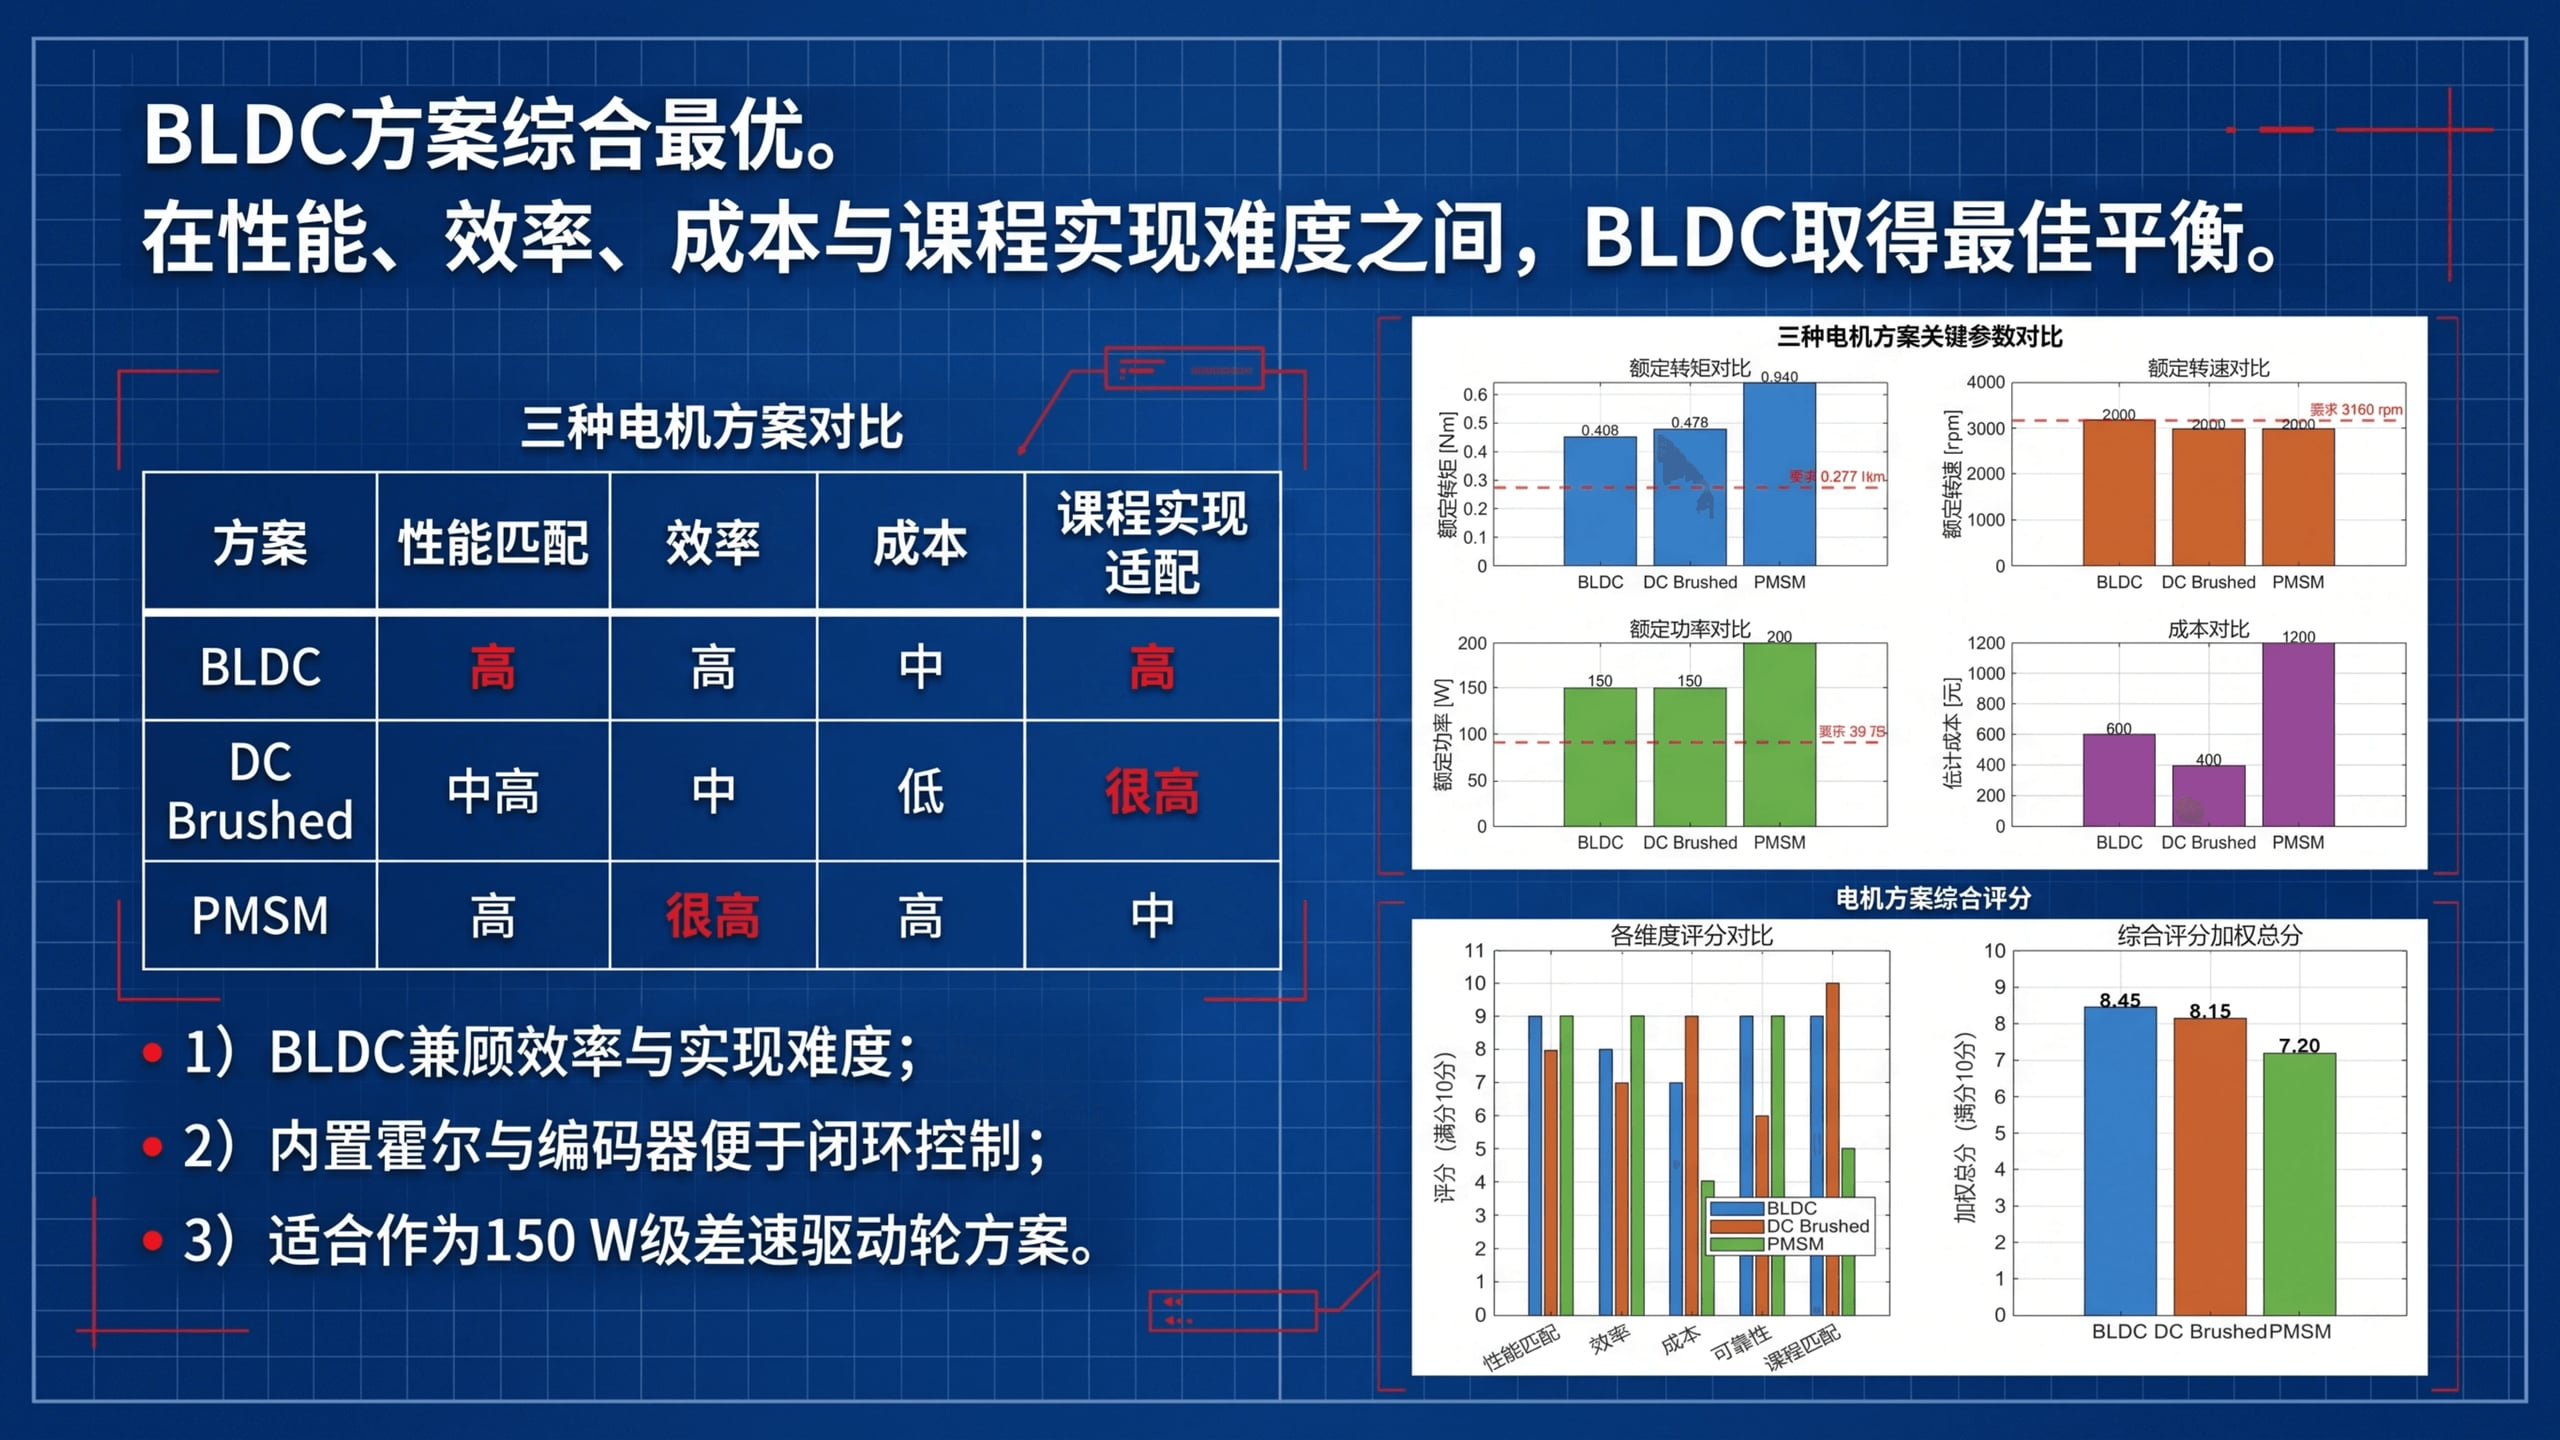 BLDC方案综合最优。
在性能、效率、成本与课程实现难度之间，BLDC取得最佳平衡。
三种电机方案对比
方案 性能匹配 效率 成本 课程实现
适配
BLDC 高 高 中 高
DC
Brushed 中高 中 低 很高
PMSM 高 很高 高 中
• 1）BLDC兼顾效率与实现难度；
• 2）内置霍尔与编码器便于闭环控制；
• 3）适合作为150 W级差速驱动轮方案。
三种电机方案关键参数对比
额定转矩对比
额定转矩 [Nm]
0.6
0.5
0.4
0.3
0.2
0.1
0
0.408
0.478
0.940
0.277
BLDC DC Brushed PMSM
额定转速对比
额定转速 [rpm]
4000
3000
2000
1000
0
2000
2000
2000
要求 3160 rpm
BLDC DC Brushed PMSM
额定功率对比
额定功率 [W]
200
150
100
50
0
150
150
200
BLDC DC Brushed PMSM
成本对比
估计成本 [元]
1200
1000
800
600
400
200
0
600
400
1200
BLDC DC Brushed PMSM
电机方案综合评分
各维度评分对比
评分（满分10分）
11
10
9
8
7
6
5
4
3
2
1
0
BLDC
DC Brushed
PMSM
性能匹配 效率 成本 可靠性 课程匹配
综合评分加权总分
加权总分（满分10分）
10
9
8
7
6
5
4
3
2
1
0
8.45
8.15
7.20
BLDC DC Brushed PMSM